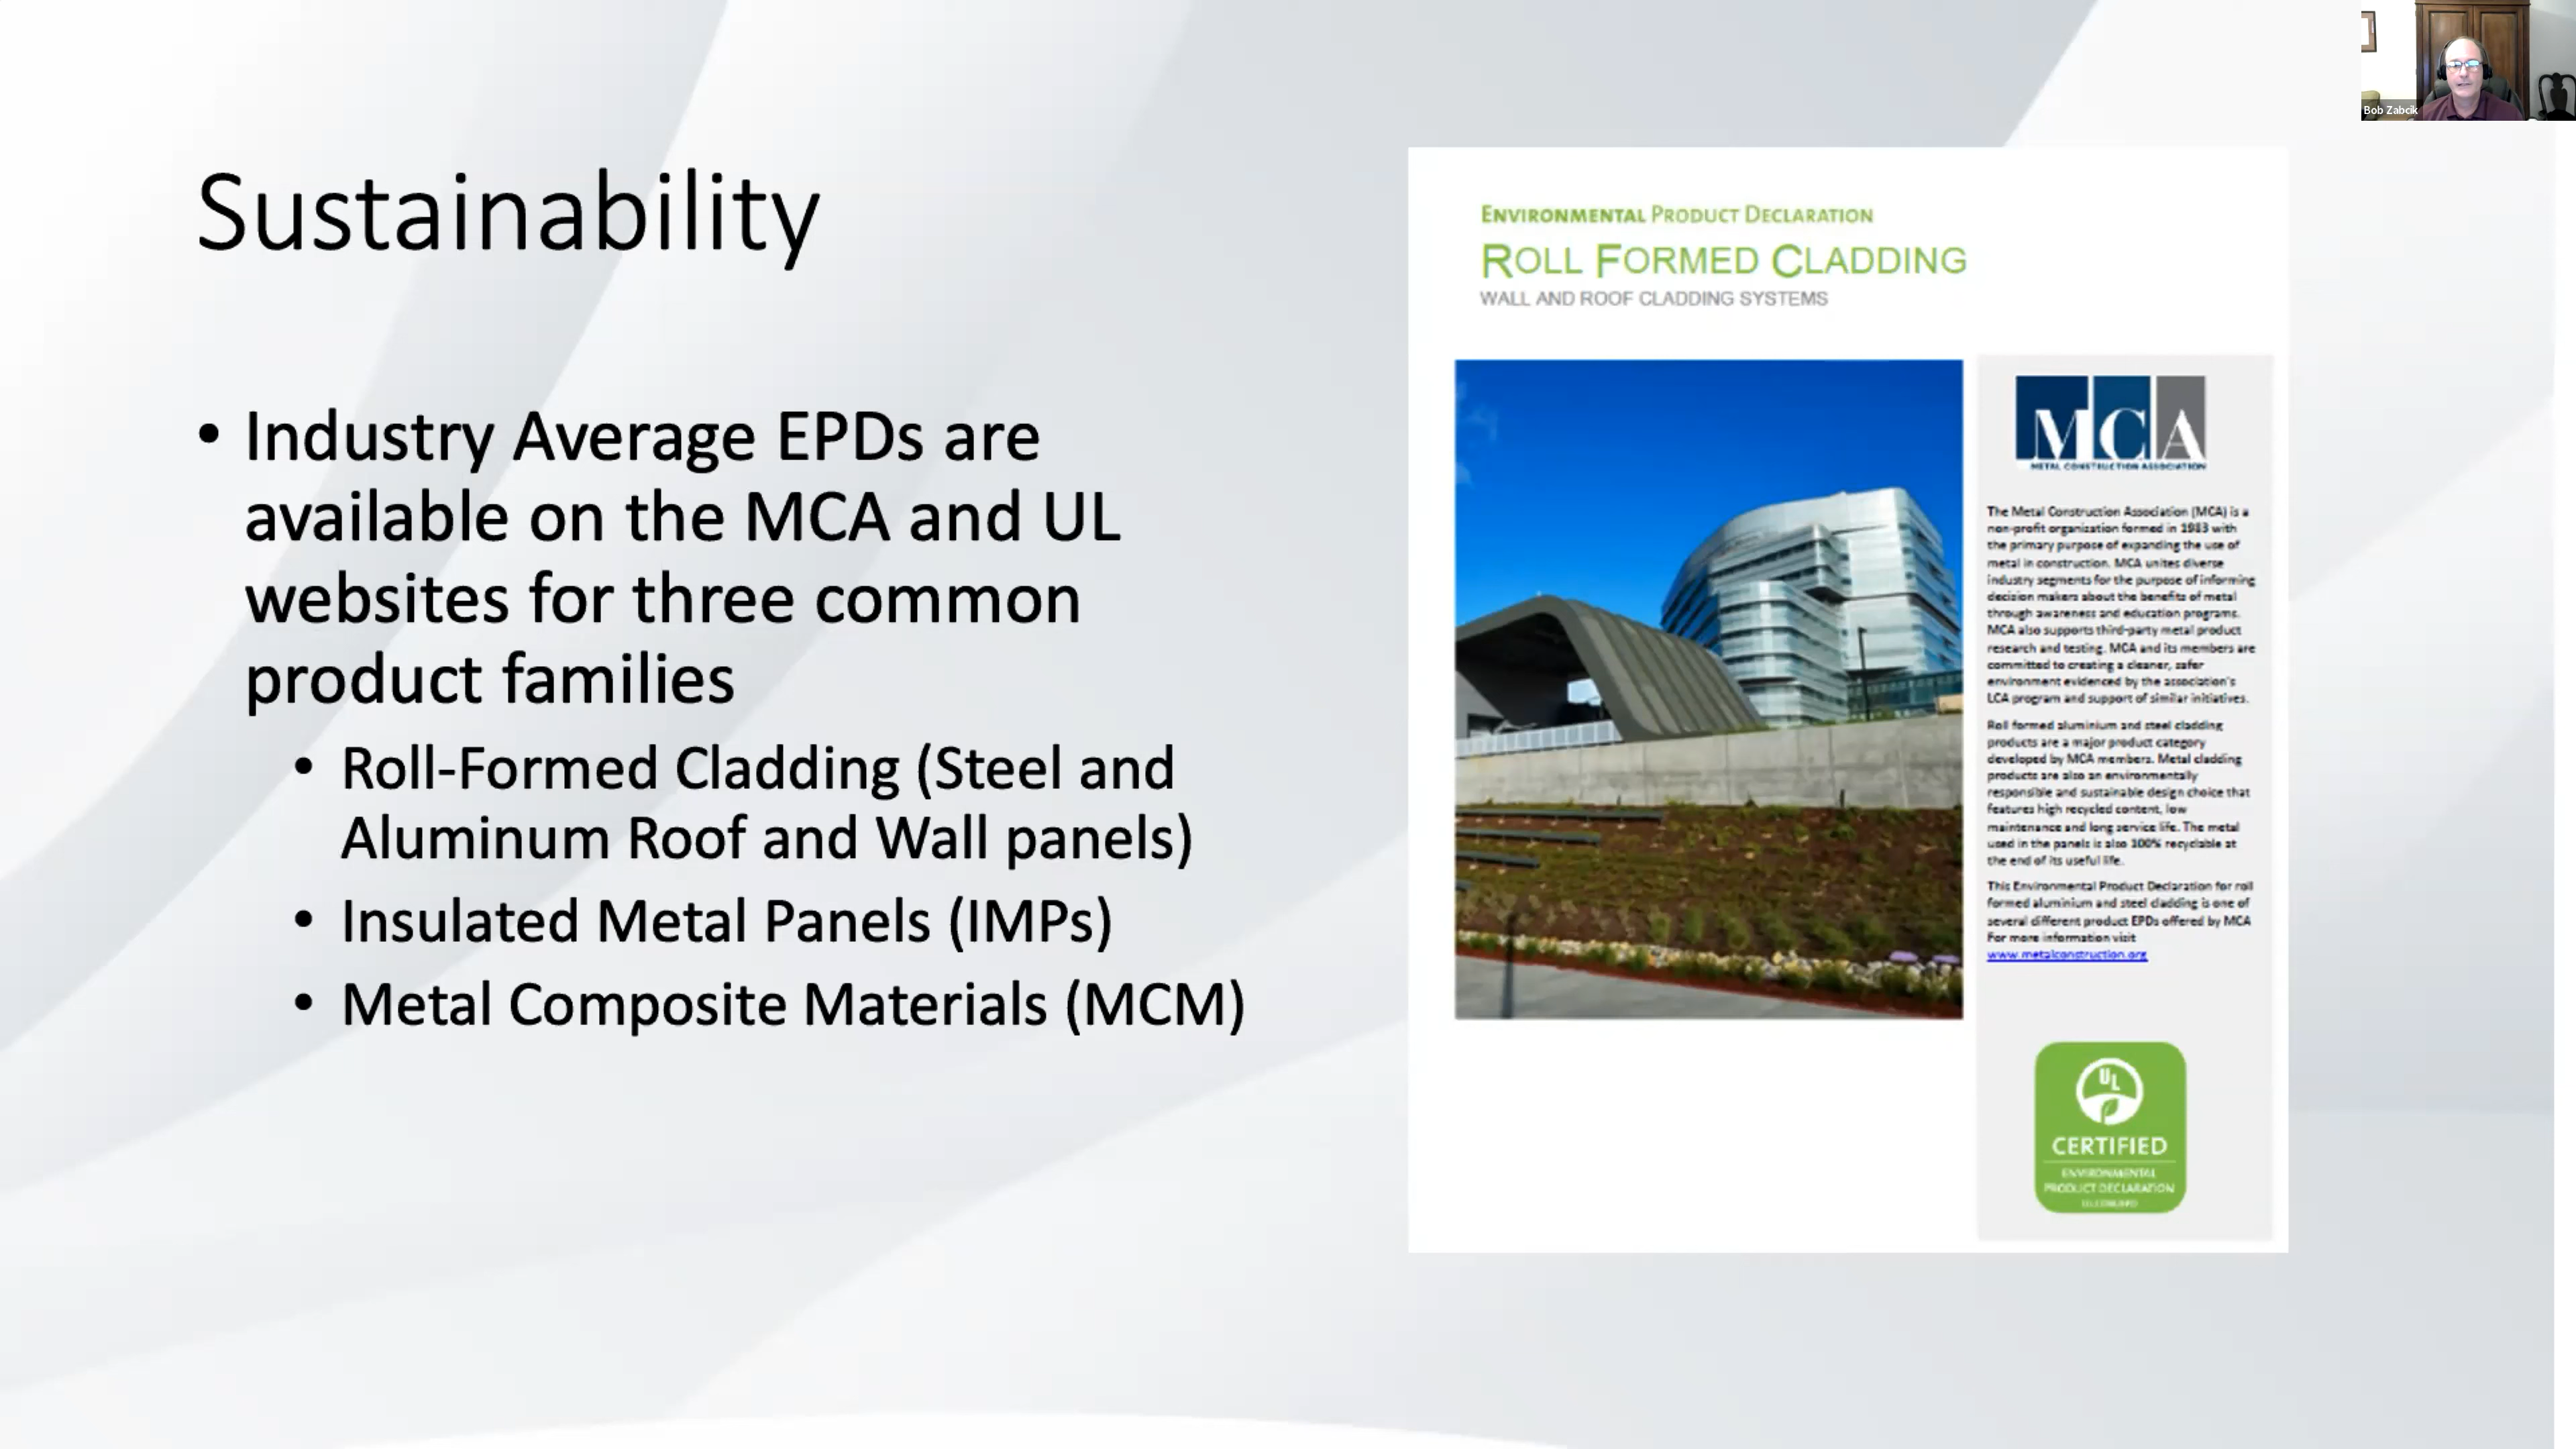 Bob Zabcik
Sustainability
• Industry Average EPDs are
available on the MCA and UL
websites for three common
product families
• Roll-Formed Cladding (Steel and
Aluminum Roof and Wall panels)
• Insulated Metal Panels (IMPs)
• Metal Composite Materials (MCM)
ENVIRONMENTAL PRODUCT DECLARATION
ROLL FORMED CLADDING
WALL AND ROOF CLADDING SYSTEMS
MCA
METAL CONSTRUCTION ASSOCIATION
The Metal Construction Association (MCA) is a
non-profit organization formed in 1983 with
the primary purpose of expanding the use of
metal in construction. MCA unites diverse
industry segments for the purpose of informing
decision makers about the benefits of metal
through awareness and education programs.
MCA also supports third-party metal product
research and testing. MCA and its members are
committed to creating a cleaner, safer
environment evidenced by the association's
LCA program and support of similar initiatives.
Roll formed aluminium and steel cladding
products are a major product category
developed by MCA members. Metal cladding
products are also an environmentally
responsible and sustainable design choice that
features high recycled content, low
maintenance and long service life. The metal
used in the panels is also 100% recyclable at
the end of its useful life.
This Environmental Product Declaration for roll
formed aluminium and steel cladding is one of
several different product EPDs offered by MCA
For more information visit
www.metalconstruction.org
UL
CERTIFIED
ENVIRONMENTAL
PRODUCT DECLARATION